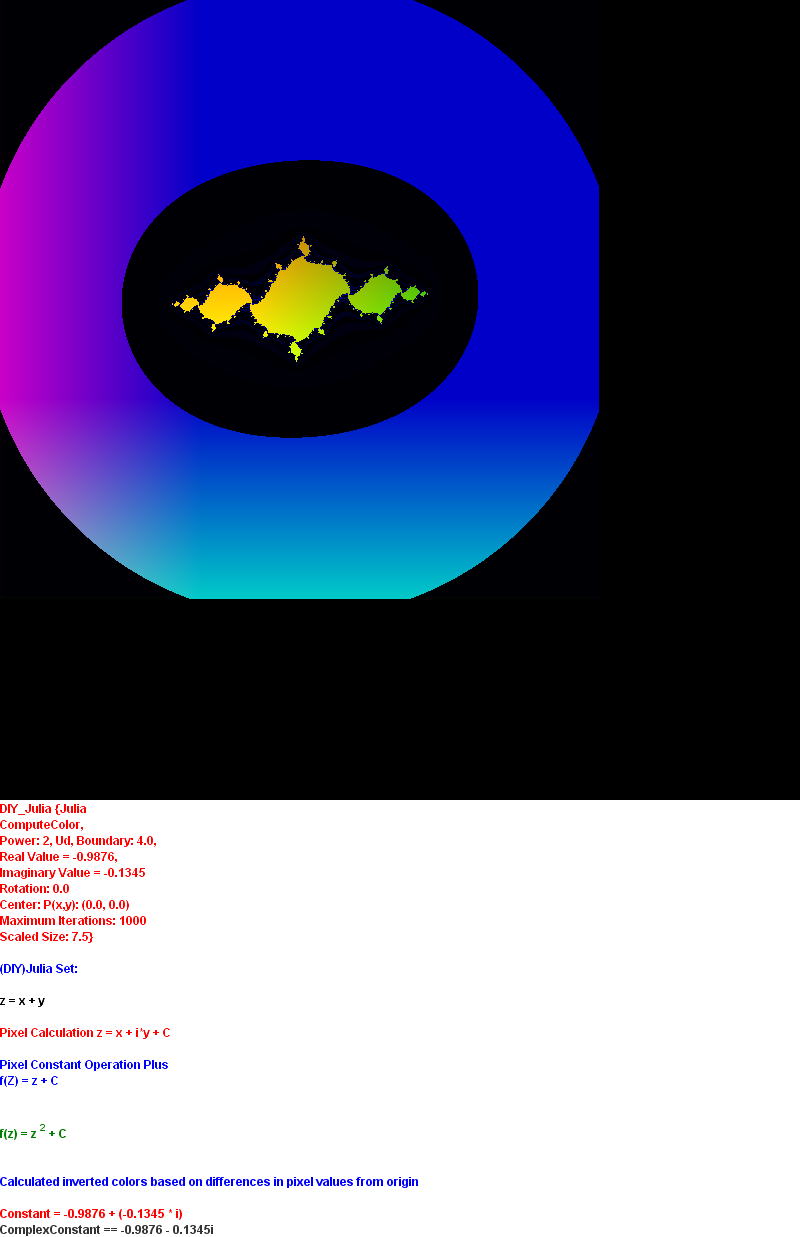 DIY_Julia {Julia
ComputeColor,
Power: 2, Ud, Boundary: 4.0,
Real Value = -0.9876,
Imaginary Value = -0.1345
Rotation: 0.0
Center: P(x,y): (0.0, 0.0)
Maximum Iterations: 1000
Scaled Size: 7.5}
(DIY)Julia Set:
z = x + y
Pixel Calculation z = x + i*y + C
Pixel Constant Operation Plus
f(Z) = z + C
f(z) = z ² + C
Calculated inverted colors based on differences in pixel values from origin
Constant = -0.9876 + (-0.1345 * i)
ComplexConstant == -0.9876 - 0.1345i